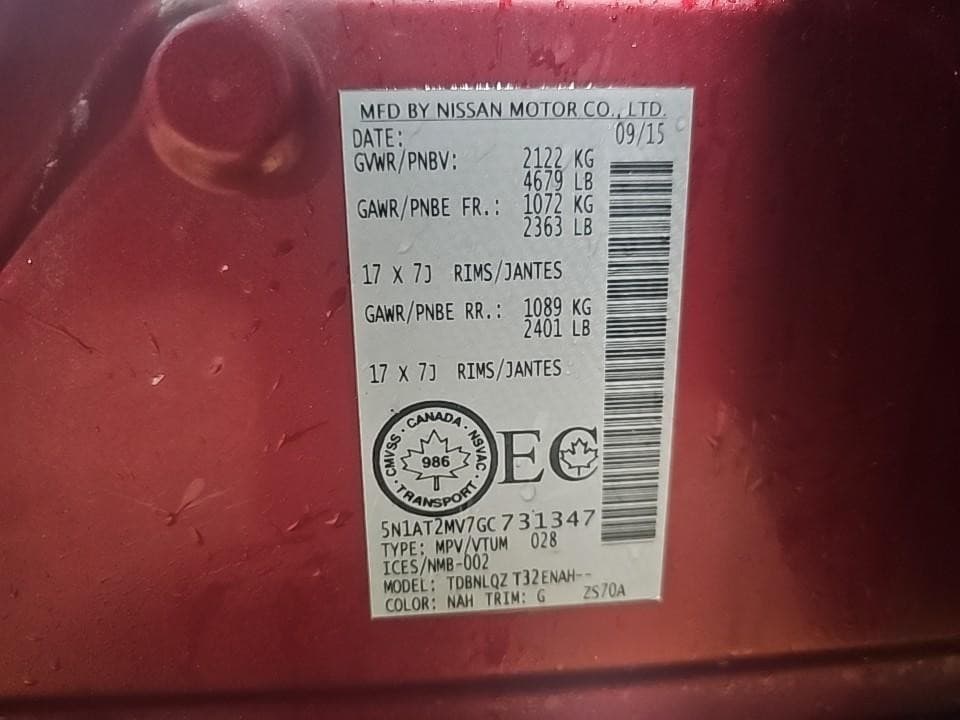 MFD BY NISSAN MOTOR CO., LTD.
DATE: 09/15
GVWR/PNBV: 2122 KG
4679 LB
GAWR/PNBE FR.: 1072 KG
2363 LB
17 X 7J RIMS/JANTES
GAWR/PNBE RR.: 1089 KG
2401 LB
17 X 7J RIMS/JANTES
CMVSS · CANADA · NSVAC · TRANSPORT ·
986
EC
5N1AT2MV7GC731347
TYPE: MPV/VTUM 028
ICES/NMB-002
MODEL: TDBNLQZ T32ENAH--
COLOR: NAH TRIM: G ZS70A